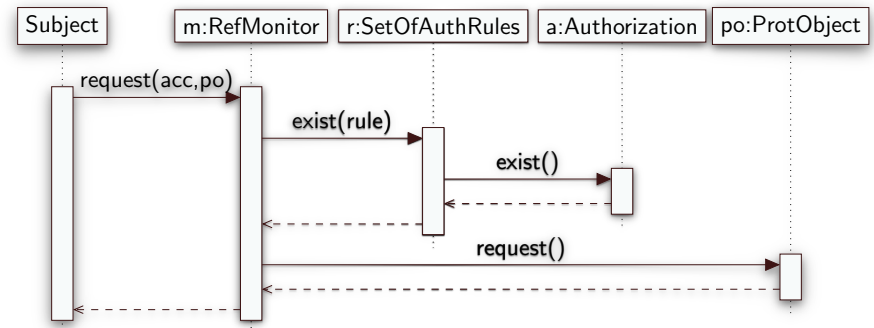 Subject
m:RefMonitor
r:SetOfAuthRules
a:Authorization
po:ProtObject
request(acc,po)
exist(rule)
exist()
request()